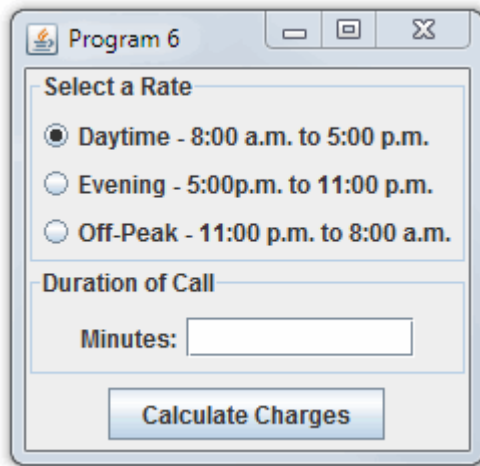 Program 6
Select a Rate
Daytime - 8:00 a.m. to 5:00 p.m.
Evening - 5:00p.m. to 11:00 p.m.
Off-Peak - 11:00 p.m. to 8:00 a.m.
Duration of Call
Minutes:
Calculate Charges